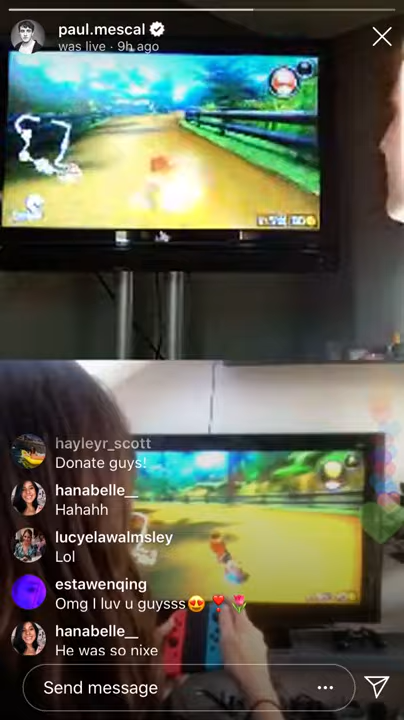 paul.mescal
was live · 9h ago
hayleyr_scott
Donate guys!
hanabelle__
Hahahh
lucyelawalmsley
Lol
estawenqing
Omg I luv u guysss😍❣️🌷
hanabelle__
He was so nixe
Send message